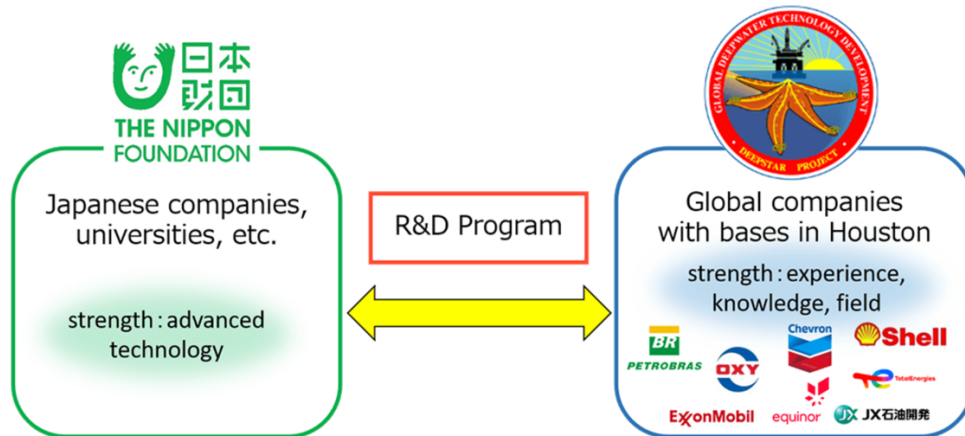 日本
財団
THE NIPPON
FOUNDATION
Japanese companies,
universities, etc.
strength：advanced
technology
R&D Program
GLOBAL DEEPWATER TECHNOLOGY DEVELOPMENT
• DEEPSTAR PROJECT •
Global companies
with bases in Houston
strength：experience,
knowledge, field
BR
PETROBRAS
OXY
Chevron
Shell
TotalEnergies
ExxonMobil
equinor
JX石油開発